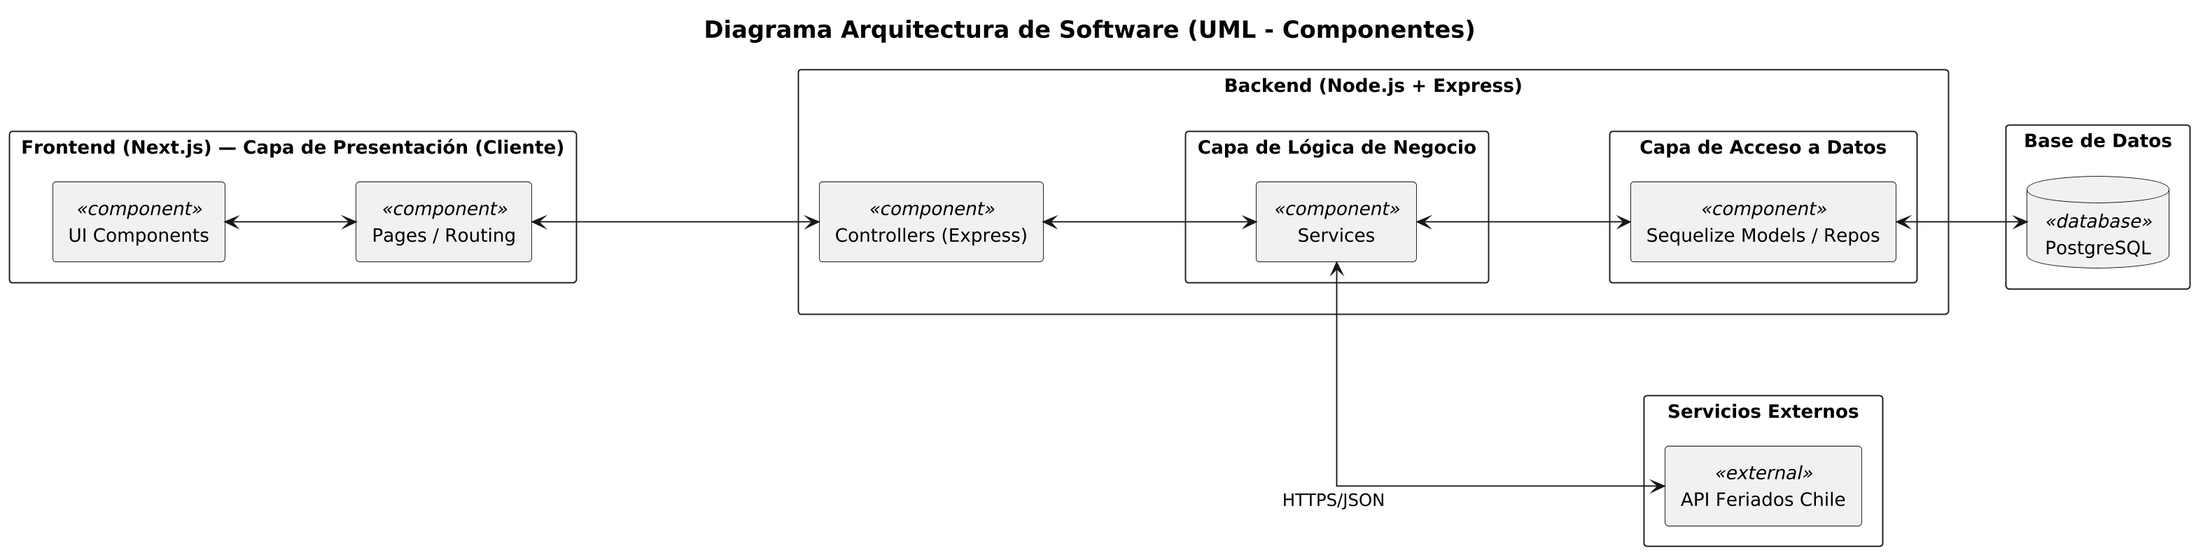 Diagrama Arquitectura de Software (UML - Componentes)
Backend (Node.js + Express)
Frontend (Next.js) — Capa de Presentación (Cliente)
«component»
UI Components
«component»
Pages / Routing
«component»
Controllers (Express)
Capa de Lógica de Negocio
«component»
Services
Capa de Acceso a Datos
«component»
Sequelize Models / Repos
Base de Datos
«database»
PostgreSQL
HTTPS/JSON
Servicios Externos
«external»
API Feriados Chile